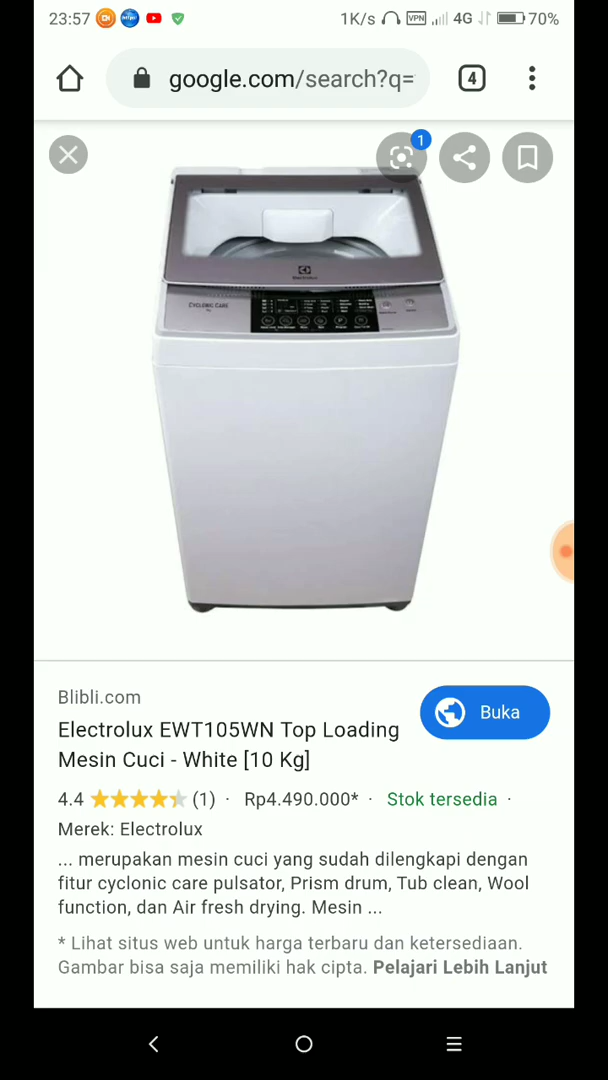 23:57
1K/s VPN 4G 70%
google.com/search?q=
4
1
Electrolux
CYCLONIC CARE
Blibli.com
Buka
Electrolux EWT105WN Top Loading
Mesin Cuci - White [10 Kg]
4.4 (1) · Rp4.490.000* · Stok tersedia ·
Merek: Electrolux
... merupakan mesin cuci yang sudah dilengkapi dengan
fitur cyclonic care pulsator, Prism drum, Tub clean, Wool
function, dan Air fresh drying. Mesin ...
* Lihat situs web untuk harga terbaru dan ketersediaan.
Gambar bisa saja memiliki hak cipta. Pelajari Lebih Lanjut